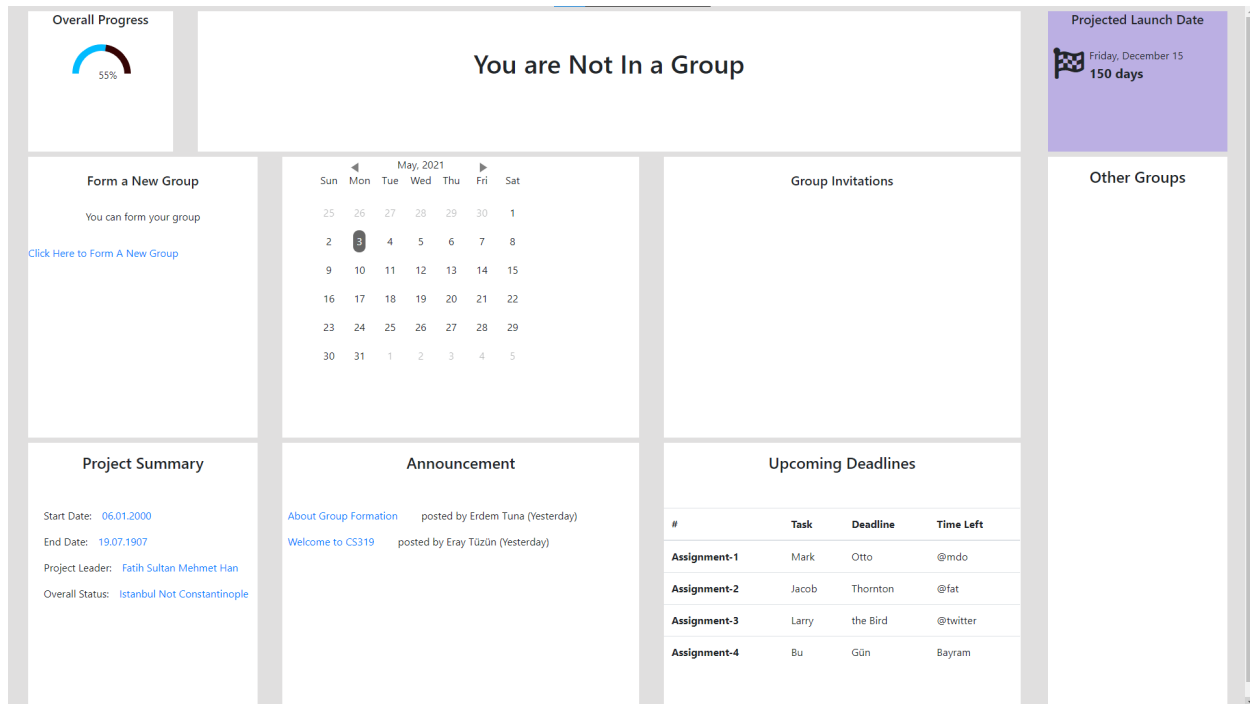 Overall Progress
55%
You are Not In a Group
Projected Launch Date
Friday, December 15
150 days
Form a New Group
You can form your group
Click Here to Form A New Group
May, 2021
Sun Mon Tue Wed Thu Fri Sat
25 26 27 28 29 30 1
2 3 4 5 6 7 8
9 10 11 12 13 14 15
16 17 18 19 20 21 22
23 24 25 26 27 28 29
30 31 1 2 3 4 5
Group Invitations
Other Groups
Project Summary
Start Date: 06.01.2000
End Date: 19.07.1907
Project Leader: Fatih Sultan Mehmet Han
Overall Status: Istanbul Not Constantinople
Announcement
About Group Formation posted by Erdem Tuna (Yesterday)
Welcome to CS319 posted by Eray Tüzün (Yesterday)
Upcoming Deadlines
# Task Deadline Time Left
Assignment-1 Mark Otto @mdo
Assignment-2 Jacob Thornton @fat
Assignment-3 Larry the Bird @twitter
Assignment-4 Bu Gün Bayram